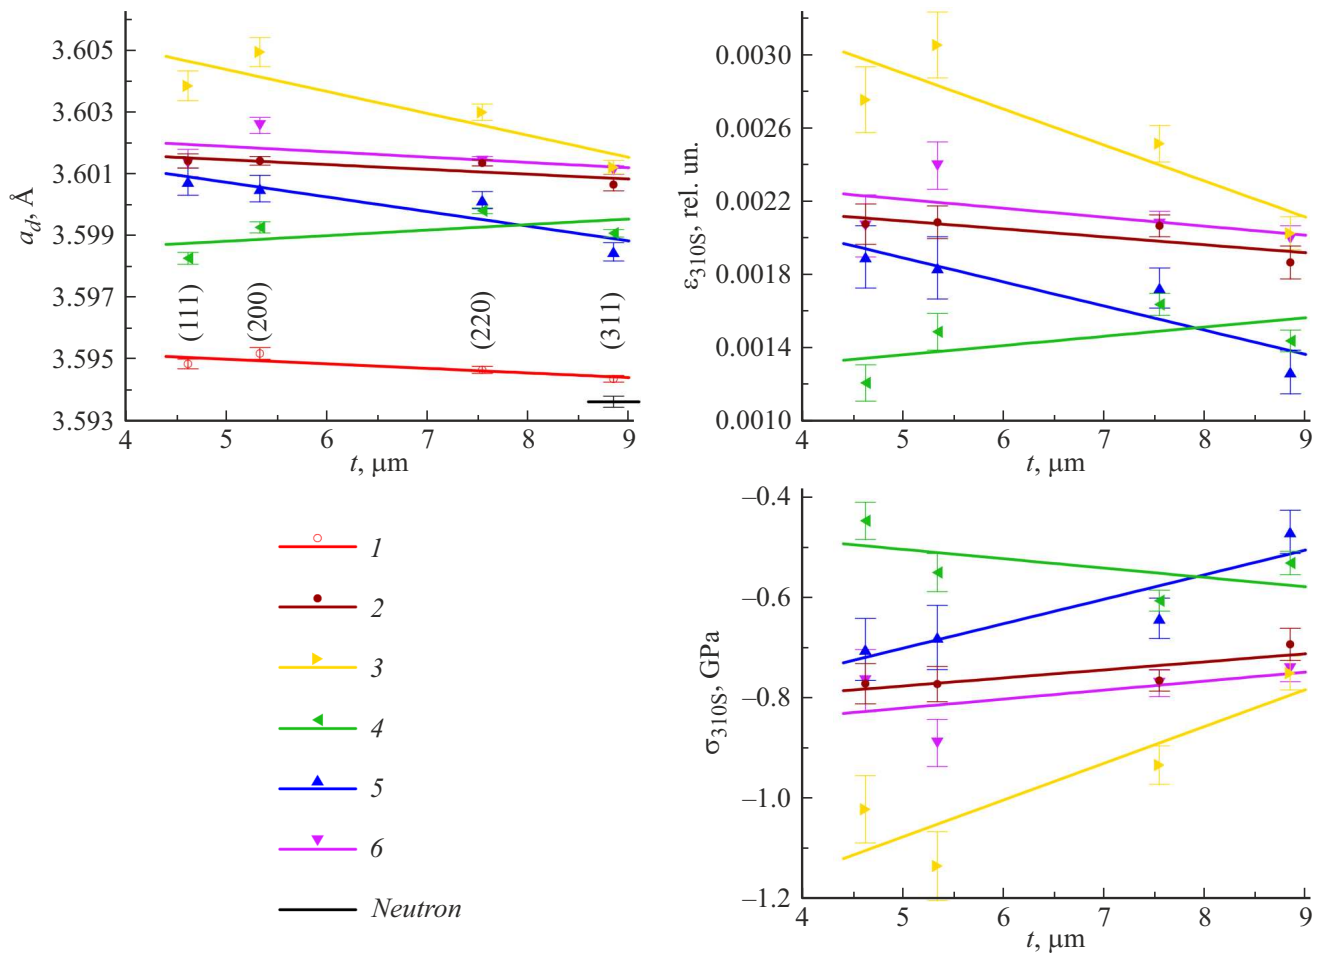 3.605
3.603
3.601
3.599
3.597
3.595
3.593
a_d, Å
(111)
(200)
(220)
(311)
4 5 6 7 8 9
t, μm
0.0030
0.0026
0.0022
0.0018
0.0014
0.0010
ε_310S, rel. un.
4 5 6 7 8 9
t, μm
1
2
3
4
5
6
Neutron
–0.4
–0.6
–0.8
–1.0
–1.2
σ_310S, GPa
4 5 6 7 8 9
t, μm